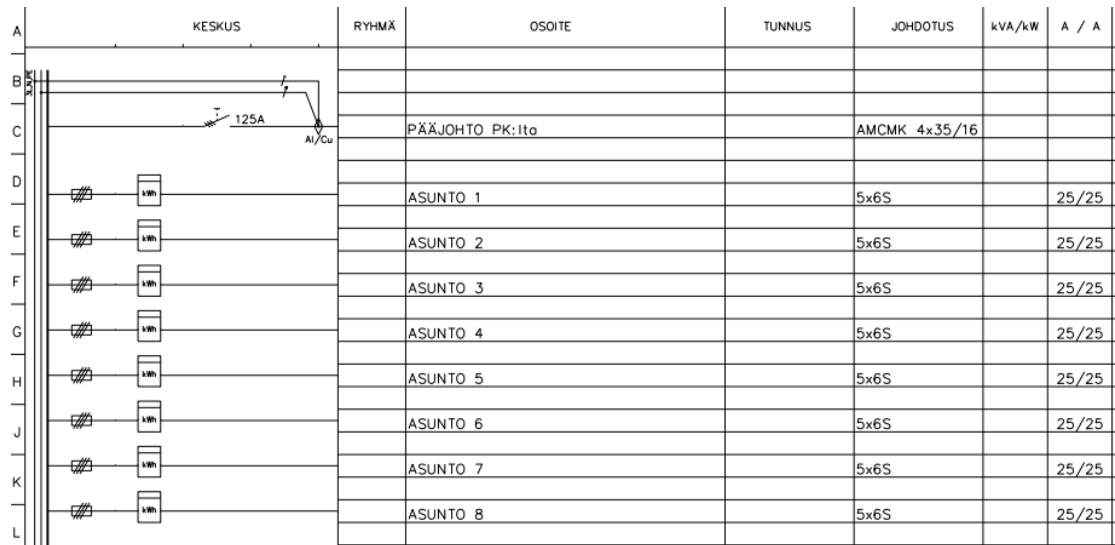 A KESKUS RYHMÄ OSOITE TUNNUS JOHDOTUS kVA/kW A / A
B
C 125A PÄÄJOHTO PK:lta AMCMK 4x35/16
Al/Cu
D kWh ASUNTO 1 5x6S 25/25
E kWh ASUNTO 2 5x6S 25/25
F kWh ASUNTO 3 5x6S 25/25
G kWh ASUNTO 4 5x6S 25/25
H kWh ASUNTO 5 5x6S 25/25
J kWh ASUNTO 6 5x6S 25/25
K kWh ASUNTO 7 5x6S 25/25
L kWh ASUNTO 8 5x6S 25/25